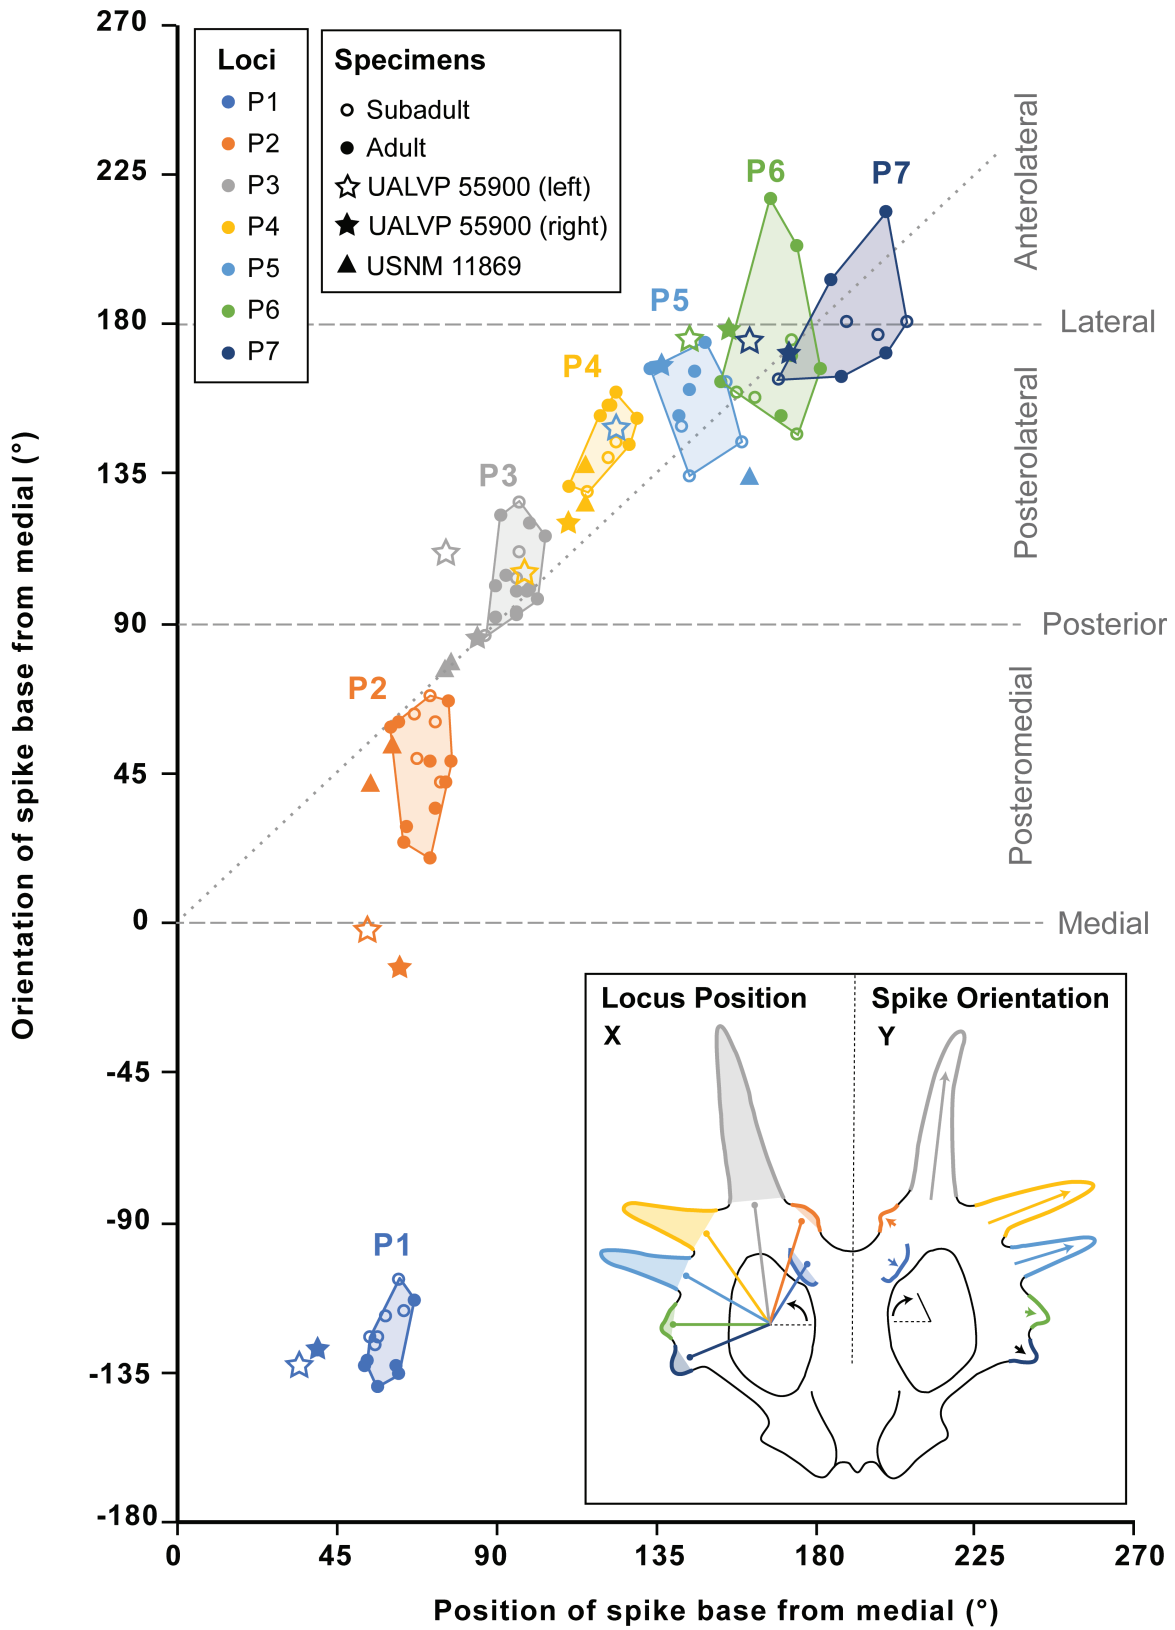 270
225
180
135
90
45
0
-45
-90
-135
-180
Orientation of spike base from medial (°)
Loci
P1
P2
P3
P4
P5
P6
P7
Specimens
Subadult
Adult
UALVP 55900 (left)
UALVP 55900 (right)
USNM 11869
P6
P7
P5
P4
P3
P2
P1
Anterolateral
Lateral
Posterolateral
Posterior
Posteromedial
Medial
Locus Position
X
Spike Orientation
Y
0
45
90
135
180
225
270
Position of spike base from medial (°)